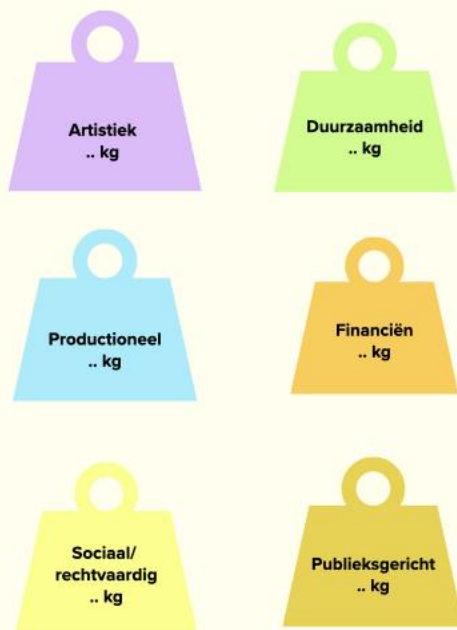 Artistiek
.. kg
Duurzaamheid
.. kg
Productioneel
.. kg
Financiën
.. kg
Sociaal/
rechtvaardig
.. kg
Publieksgericht
.. kg